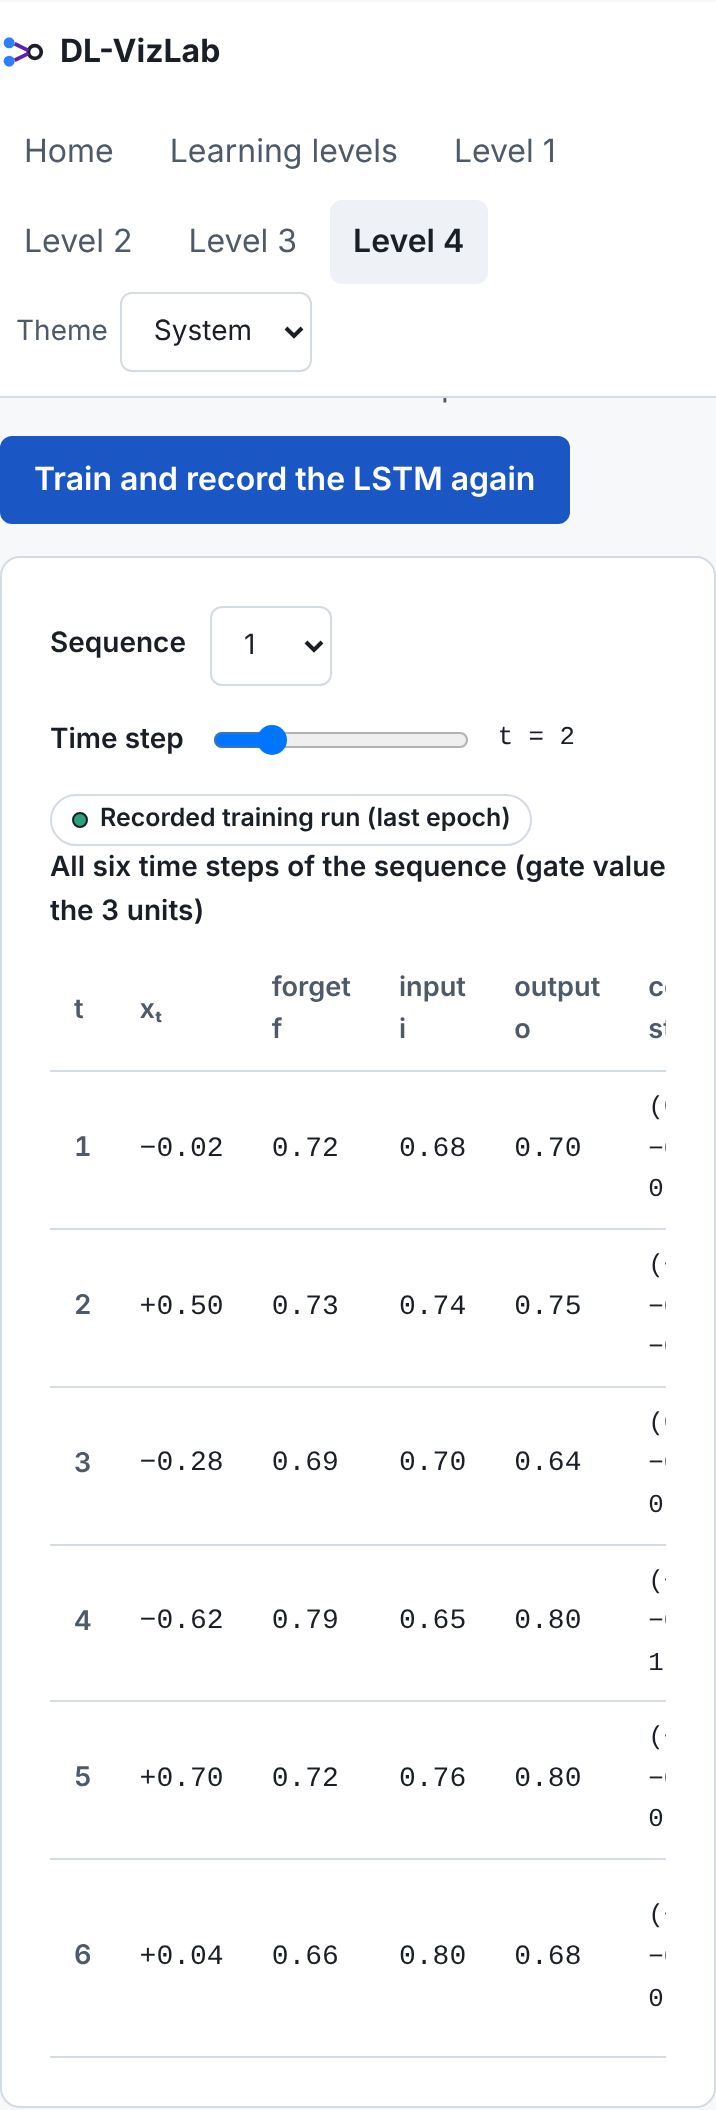 DL-VizLab
Home Learning levels Level 1
Level 2 Level 3 Level 4
Theme System
Train and record the LSTM again
Sequence 1
Time step t = 2
Recorded training run (last epoch)
All six time steps of the sequence (gate value
the 3 units)
t xₜ forget f input i output o
1 −0.02 0.72 0.68 0.70
2 +0.50 0.73 0.74 0.75
3 −0.28 0.69 0.70 0.64
4 −0.62 0.79 0.65 0.80
5 +0.70 0.72 0.76 0.80
6 +0.04 0.66 0.80 0.68